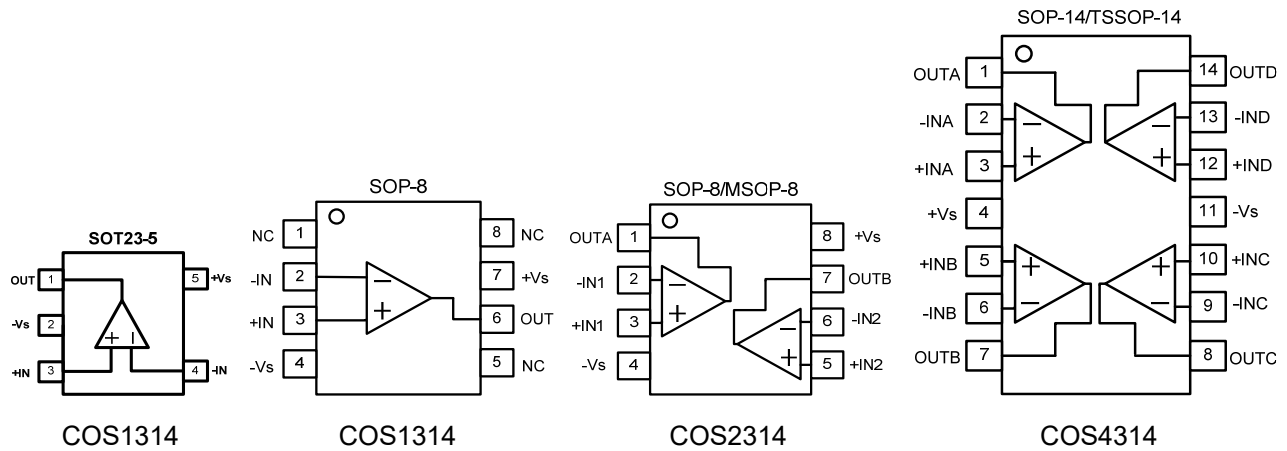 SOT23-5
OUT 1 5 +Vs
-Vs 2
+IN 3 + − 4 -IN
COS1314
SOP-8
NC 1 8 NC
-IN 2 − 7 +Vs
+IN 3 + 6 OUT
-Vs 4 5 NC
COS1314
SOP-8/MSOP-8
OUTA 1 8 +Vs
-IN1 2 − 7 OUTB
+IN1 3 + − 6 -IN2
-Vs 4 + 5 +IN2
COS2314
SOP-14/TSSOP-14
OUTA 1 14 OUTD
-INA 2 − − 13 -IND
+INA 3 + + 12 +IND
+Vs 4 11 -Vs
+INB 5 + + 10 +INC
-INB 6 − − 9 -INC
OUTB 7 8 OUTC
COS4314